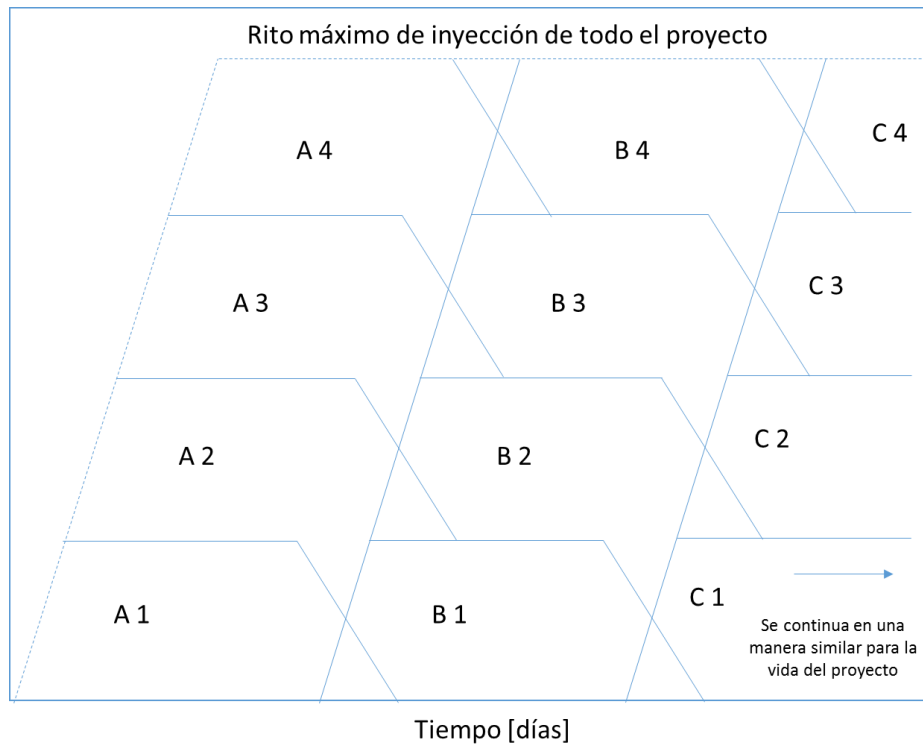 Rito máximo de inyección de todo el proyecto
A 4
B 4
C 4
A 3
B 3
C 3
A 2
B 2
C 2
A 1
B 1
C 1
Se continua en una
manera similar para la
vida del proyecto
Tiempo [días]